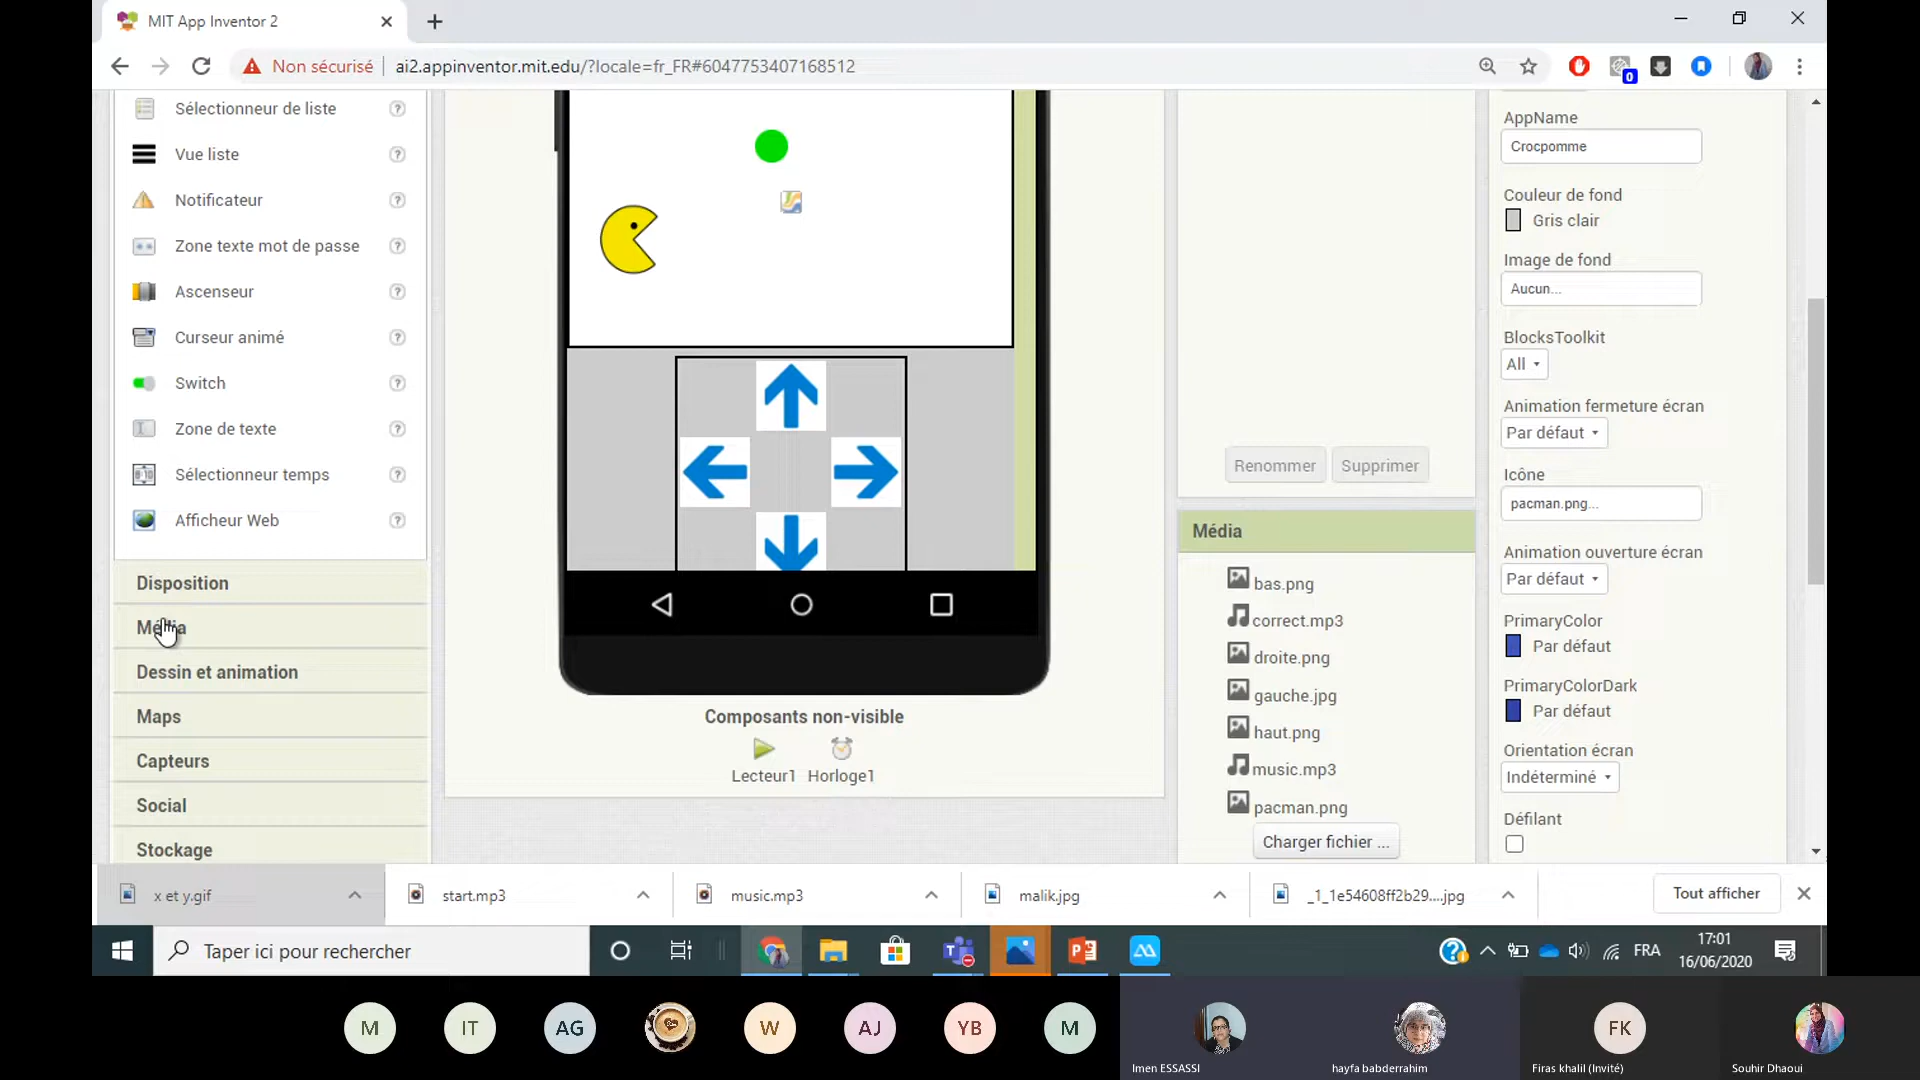 MIT App Inventor 2
Non sécurisé
ai2.appinventor.mit.edu/?locale=fr_FR#6047753407168512
0
Sélectionneur de liste
?
Vue liste
?
Notificateur
?
Zone texte mot de passe
?
Ascenseur
?
Curseur animé
?
Switch
?
Zone de texte
?
Sélectionneur temps
?
Afficheur Web
?
Disposition
Média
Dessin et animation
Maps
Capteurs
Social
Stockage
Composants non-visible
Lecteur1
Horloge1
Renommer
Supprimer
Média
bas.png
correct.mp3
droite.png
gauche.jpg
haut.png
music.mp3
pacman.png
Charger fichier ...
AppName
Crocpomme
Couleur de fond
Gris clair
Image de fond
Aucun...
BlocksToolkit
All
Animation fermeture écran
Par défaut
Icône
pacman.png...
Animation ouverture écran
Par défaut
PrimaryColor
Par défaut
PrimaryColorDark
Par défaut
Orientation écran
Indéterminé
Défilant
x et y.gif
start.mp3
music.mp3
malik.jpg
_1_1e54608ff2b29....jpg
Tout afficher
Taper ici pour rechercher
FRA
17:01
16/06/2020
M
IT
AG
W
AJ
YB
M
FK
Imen ESSASSI
hayfa babderrahim
Firas khalil (Invité)
Souhir Dhaoui